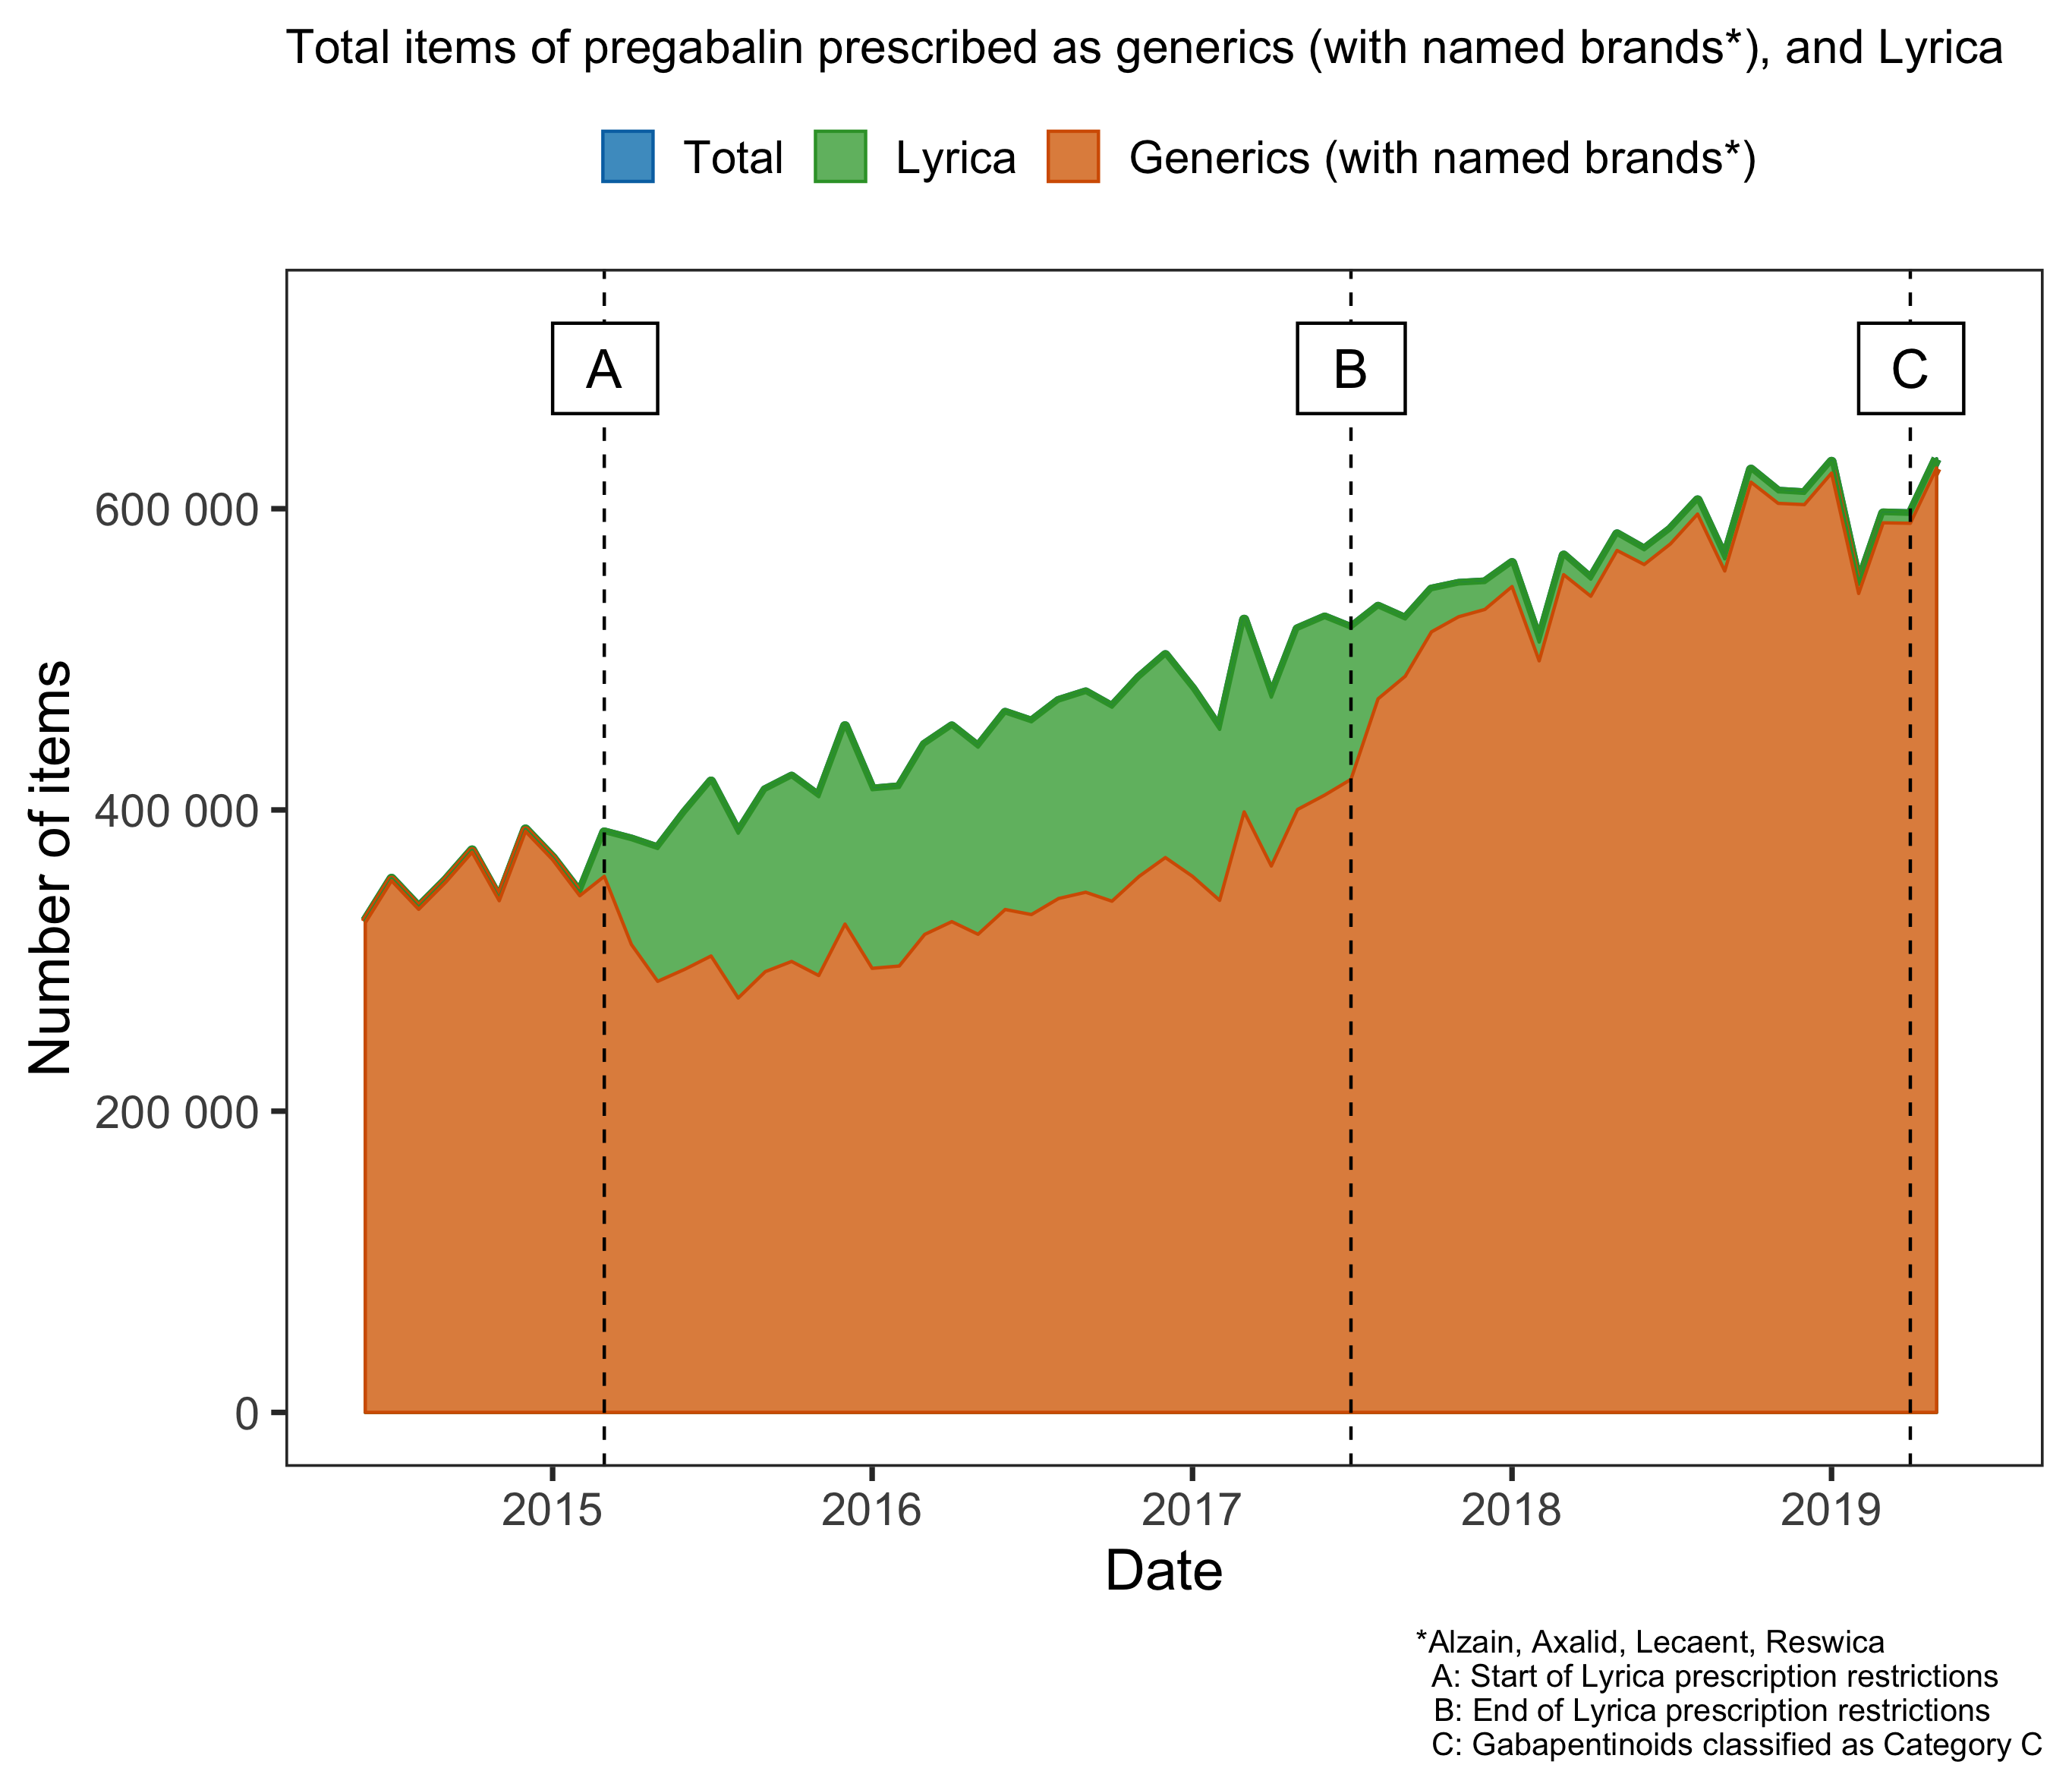 Total items of pregabalin prescribed as generics (with named brands*), and Lyrica
Total Lyrica Generics (with named brands*)
A B C
Number of items
600 000
400 000
200 000
0
2015 2016 2017 2018 2019
Date
*Alzain, Axalid, Lecaent, Reswica
A: Start of Lyrica prescription restrictions
B: End of Lyrica prescription restrictions
C: Gabapentinoids classified as Category C